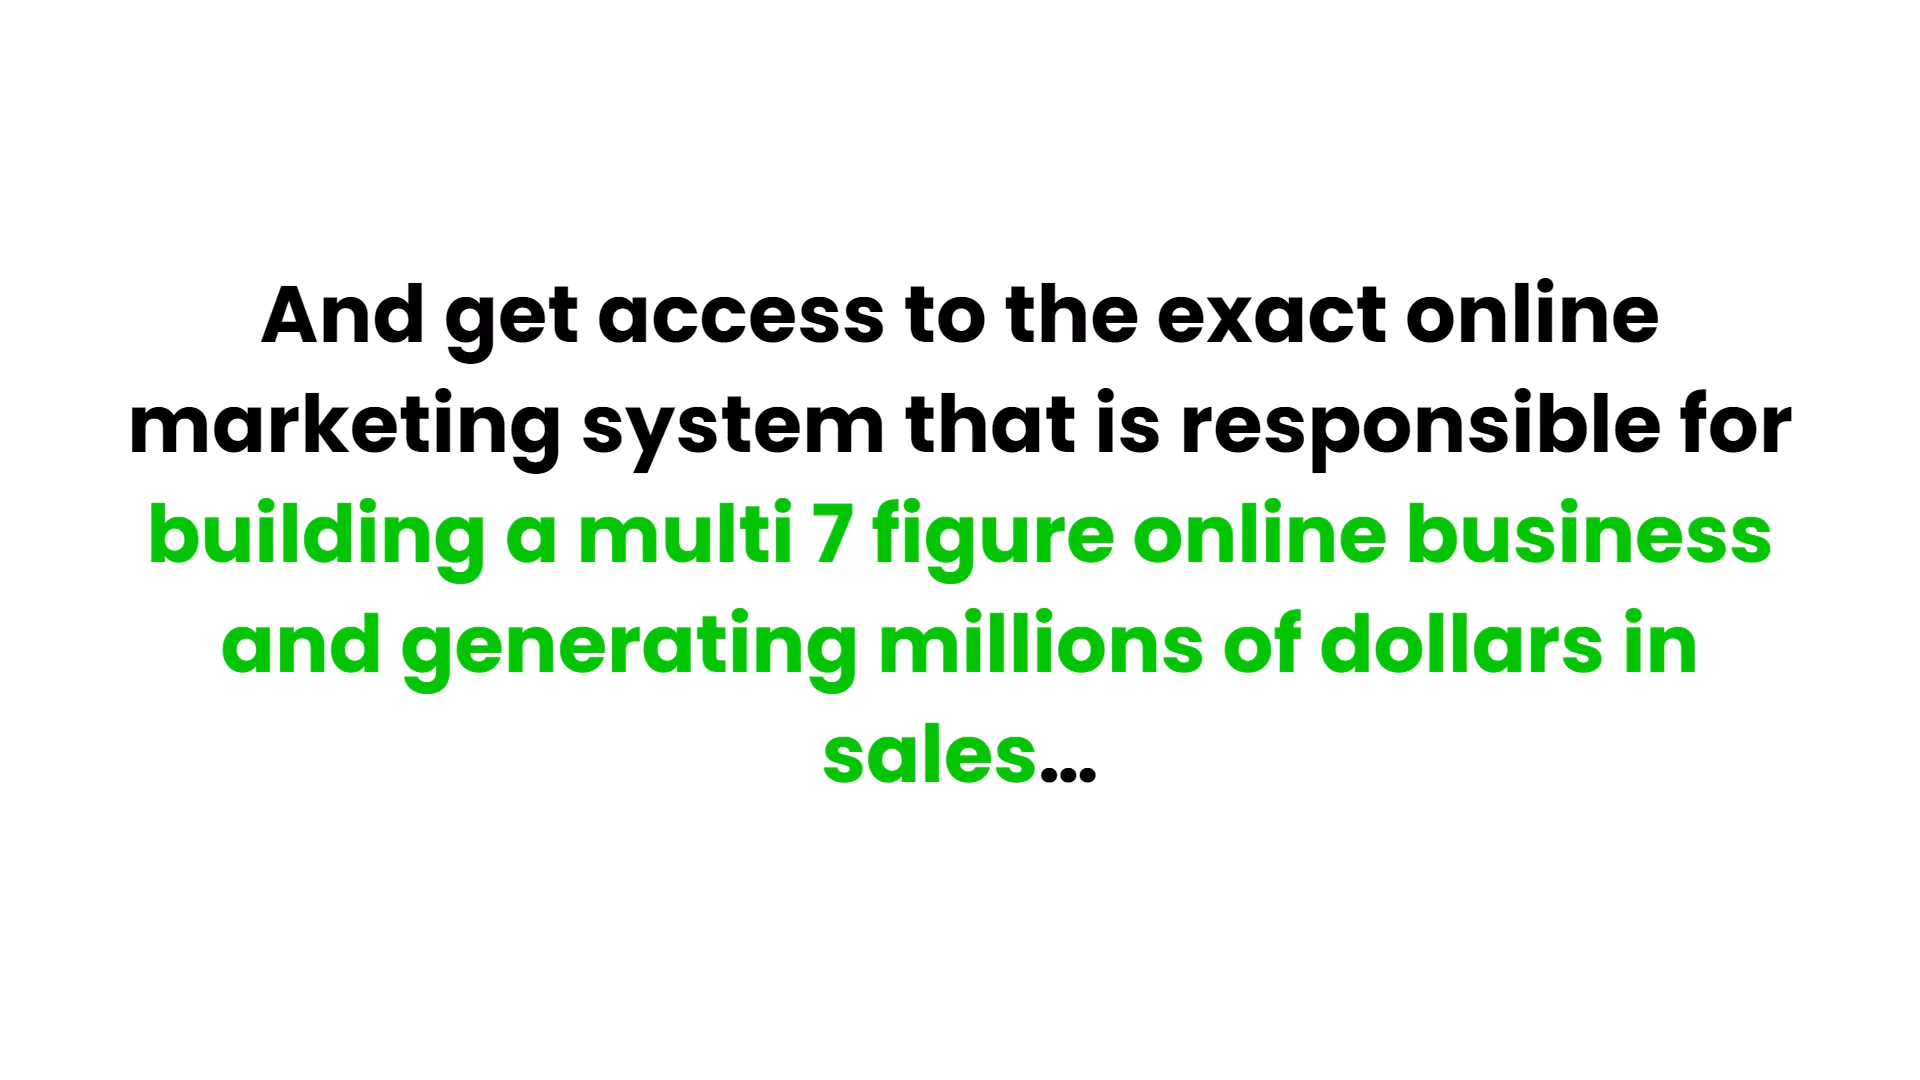 And get access to the exact online
marketing system that is responsible for
building a multi 7 figure online business
and generating millions of dollars in
sales...